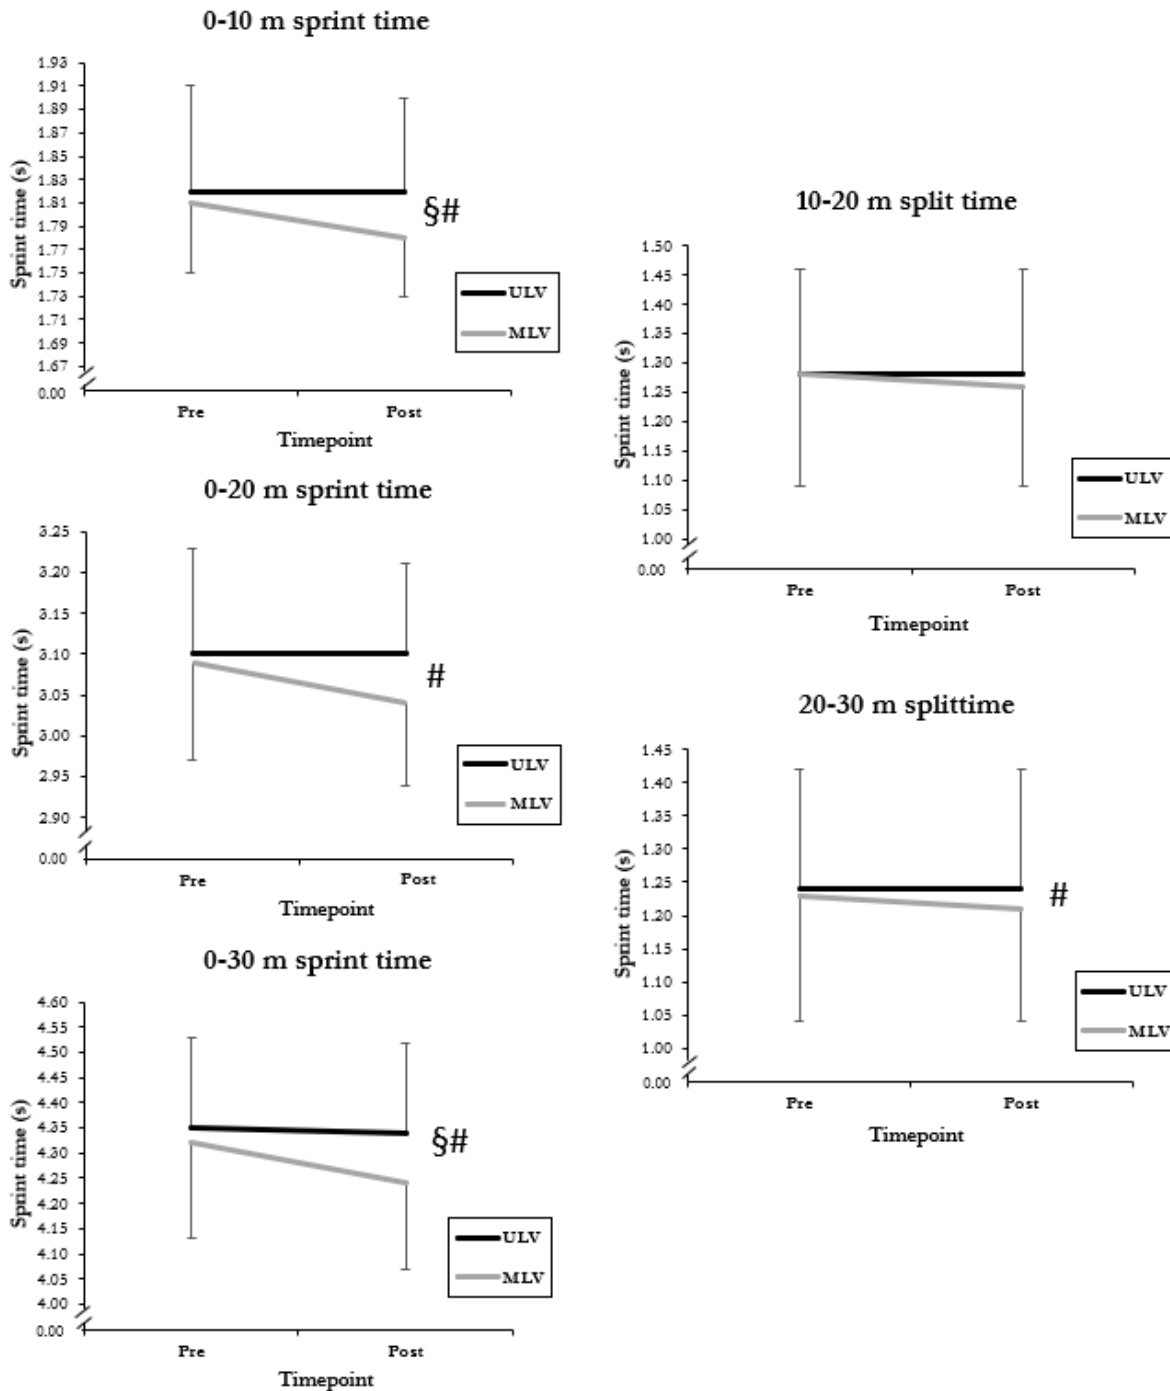 0-10 m sprint time
1.93
1.91
1.89
1.87
1.85
1.83
1.81
1.79
1.77
1.75
1.73
1.71
1.69
1.67
0.00
Sprint time (s)
§#
ULV
MLV
Pre
Post
Timepoint
10-20 m split time
1.50
1.45
1.40
1.35
1.30
1.25
1.20
1.15
1.10
1.05
1.00
0.00
Sprint time (s)
ULV
MLV
Pre
Post
Timepoint
0-20 m sprint time
3.25
3.20
3.15
3.10
3.05
3.00
2.95
2.90
0.00
Sprint time (s)
#
ULV
MLV
Pre
Post
Timepoint
20-30 m splittime
1.45
1.40
1.35
1.30
1.25
1.20
1.15
1.10
1.05
1.00
0.00
Sprint time (s)
#
ULV
MLV
Pre
Post
Timepoint
0-30 m sprint time
4.60
4.55
4.50
4.45
4.40
4.35
4.30
4.25
4.20
4.15
4.10
4.05
4.00
0.00
Sprint time (s)
§#
ULV
MLV
Pre
Post
Timepoint